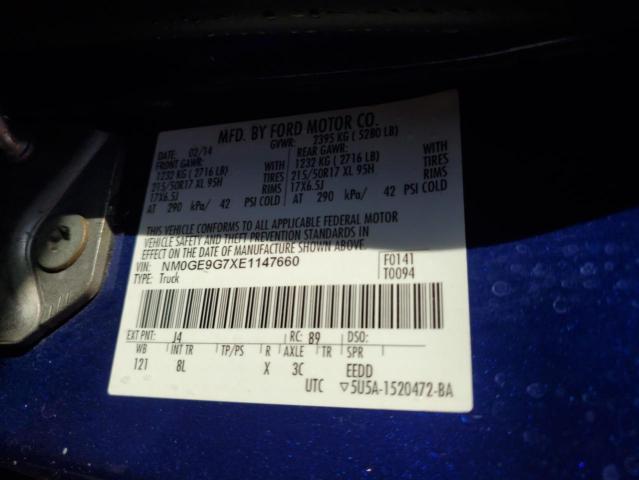 MFD. BY FORD MOTOR CO.
DATE: 02/14 GVWR: 2395 KG ( 5280 LB)
FRONT GAWR: WITH REAR GAWR: WITH
1232 KG (2716 LB) TIRES 1232 KG (2716 LB) TIRES
215/50R17 XL 95H RIMS 215/50R17 XL 95H RIMS
17X6.5J 17X6.5J
AT 290 kPa/ 42 PSI COLD AT 290 kPa/ 42 PSI COLD
THIS VEHICLE CONFORMS TO ALL APPLICABLE FEDERAL MOTOR
VEHICLE SAFETY AND THEFT PREVENTION STANDARDS IN
EFFECT ON THE DATE OF MANUFACTURE SHOWN ABOVE.
VIN: NM0GE9G7XE1147660 F0141
TYPE: Truck T0094
EXT PNT: J4 RC: 89 DSO:
WB INT TR TP/PS R AXLE TR SPR
121 8L X 3C EEDD
UTC ▽5U5A-1520472-BA